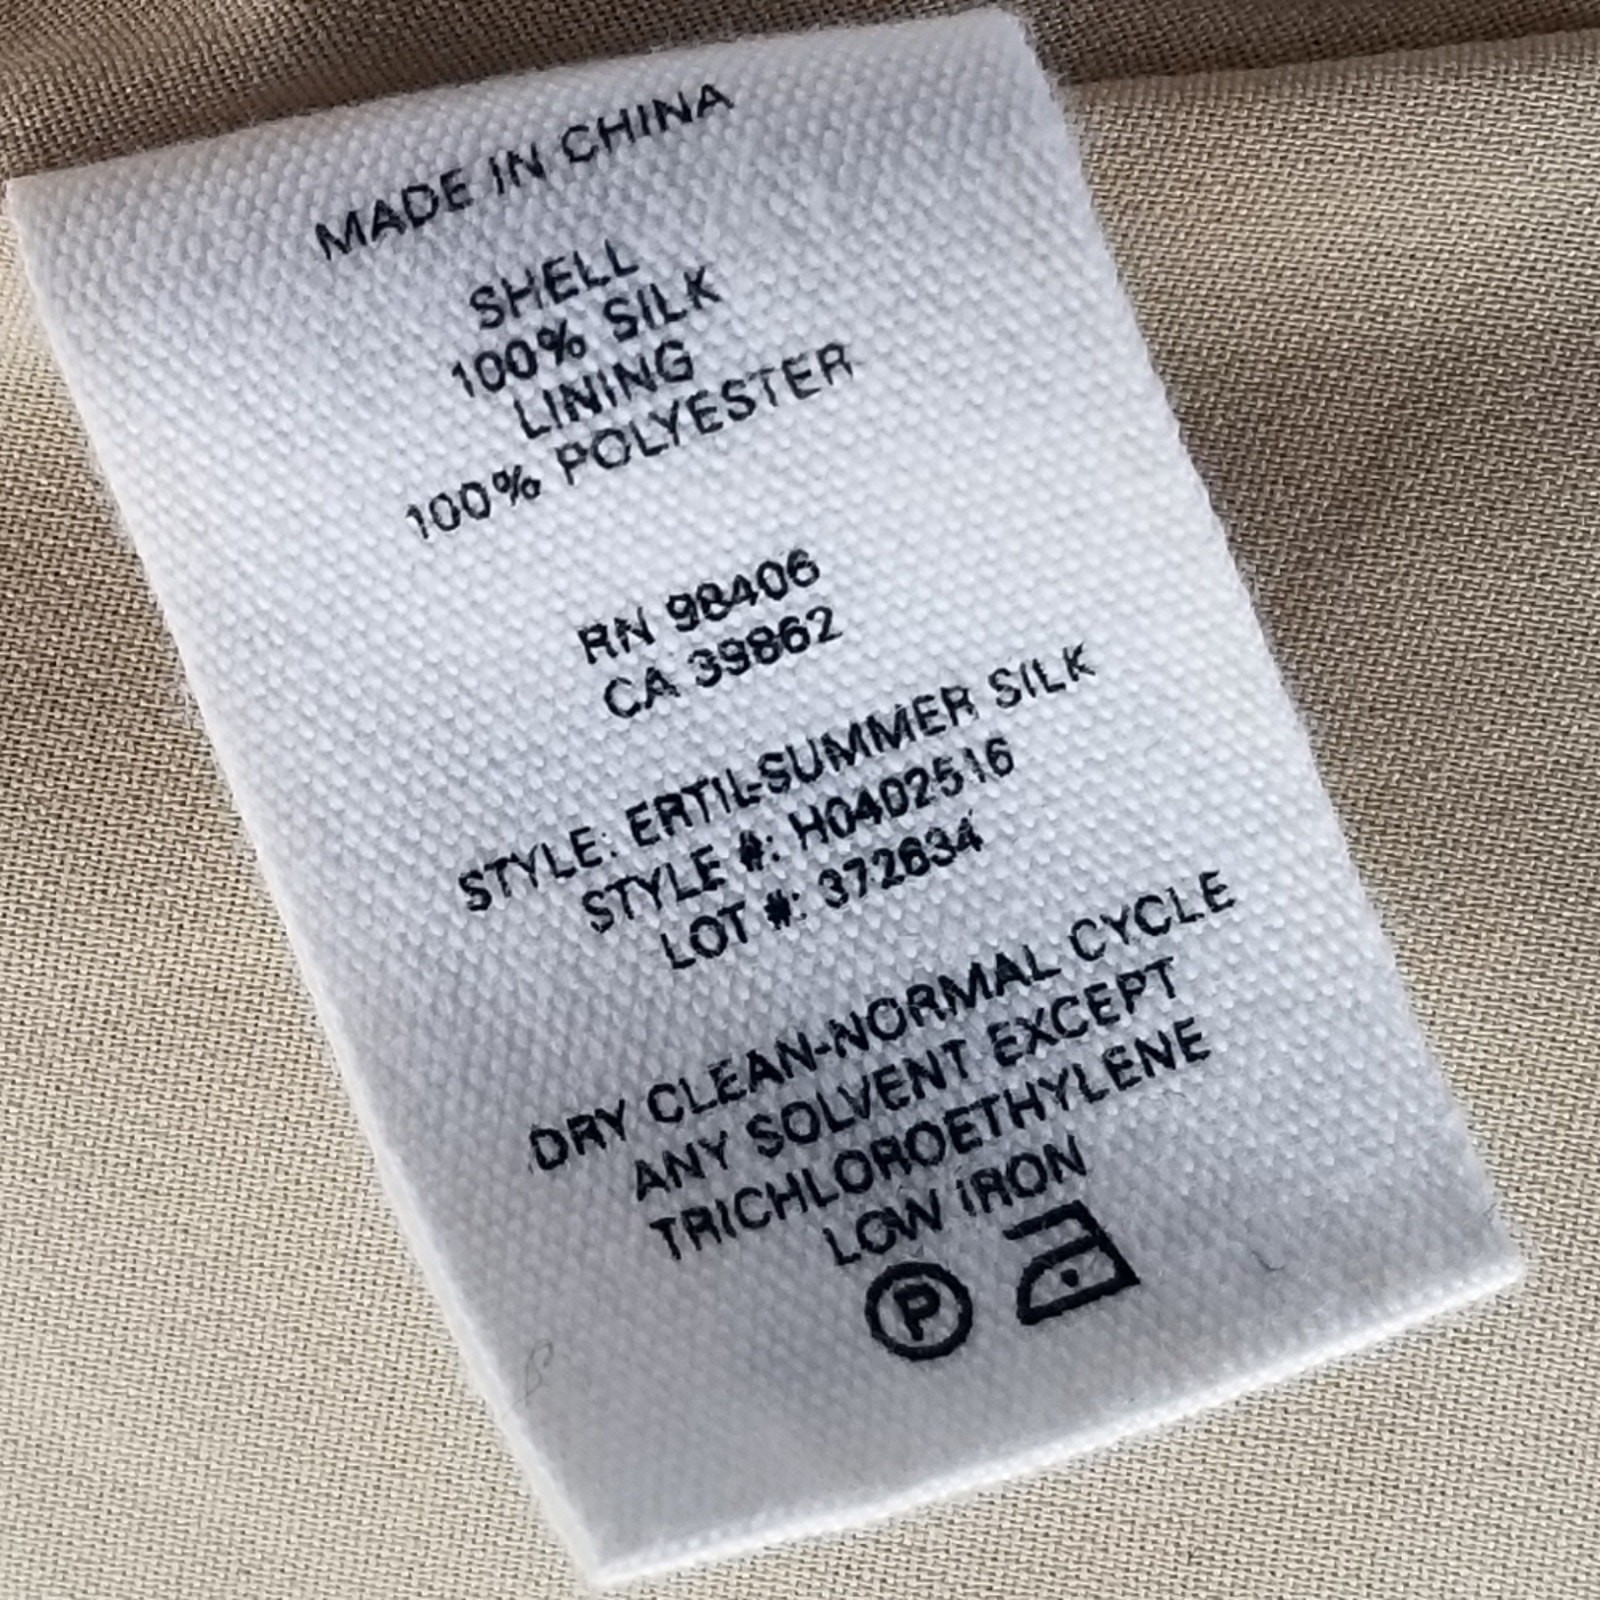 MADE IN CHINA
SHELL
100% SILK
LINING
100% POLYESTER
RN 98406
CA 39862
STYLE: ERTIL-SUMMER SILK
STYLE #: H0402516
LOT #: 372634
DRY CLEAN-NORMAL CYCLE
ANY SOLVENT EXCEPT
TRICHLOROETHYLENE
LOW IRON
P